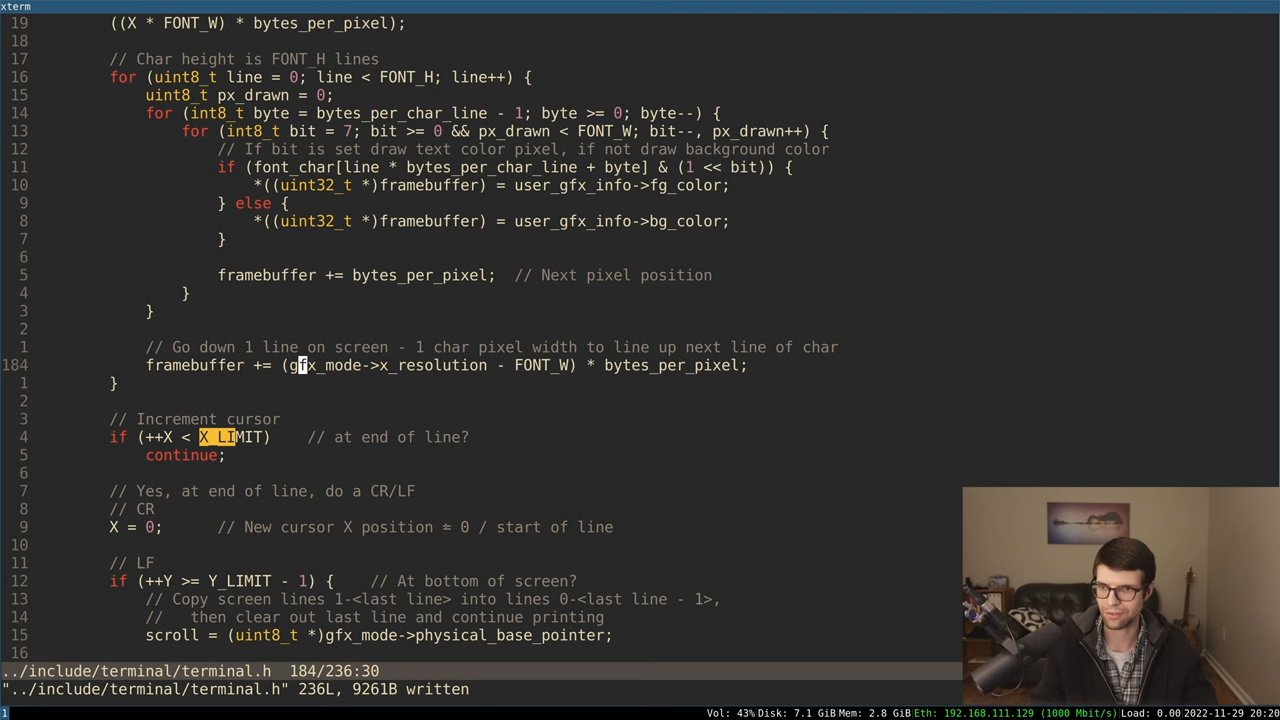 xterm
19         ((X * FONT_W) * bytes_per_pixel);
18
17         // Char height is FONT_H lines
16         for (uint8_t line = 0; line < FONT_H; line++) {
15             uint8_t px_drawn = 0;
14             for (int8_t byte = bytes_per_char_line - 1; byte >= 0; byte--) {
13                 for (int8_t bit = 7; bit >= 0 && px_drawn < FONT_W; bit--, px_drawn++) {
12                     // If bit is set draw text color pixel, if not draw background color
11                     if (font_char[line * bytes_per_char_line + byte] & (1 << bit)) {
10                         *((uint32_t *)framebuffer) = user_gfx_info->fg_color;
9                      } else {
8                          *((uint32_t *)framebuffer) = user_gfx_info->bg_color;
7                      }
6
5                      framebuffer += bytes_per_pixel;  // Next pixel position
4                  }
3              }
2
1              // Go down 1 line on screen - 1 char pixel width to line up next line of char
184            framebuffer += (gfx_mode->x_resolution - FONT_W) * bytes_per_pixel;
1          }
2
3          // Increment cursor
4          if (++X < X_LIMIT)    // at end of line?
5              continue;
6
7          // Yes, at end of line, do a CR/LF
8          // CR
9          X = 0;      // New cursor X position = 0 / start of line
10
11         // LF
12         if (++Y >= Y_LIMIT - 1) {    // At bottom of screen?
13             // Copy screen lines 1-<last line> into lines 0-<last line - 1>,
14             //   then clear out last line and continue printing
15             scroll = (uint8_t *)gfx_mode->physical_base_pointer;
16
../include/terminal/terminal.h  184/236:30
"../include/terminal/terminal.h" 236L, 9261B written
1 Vol: 43% Disk: 7.1 GiB Mem: 2.8 GiB Eth: 192.168.111.129 (1000 Mbit/s) Load: 0.00 2022-11-29 20:20